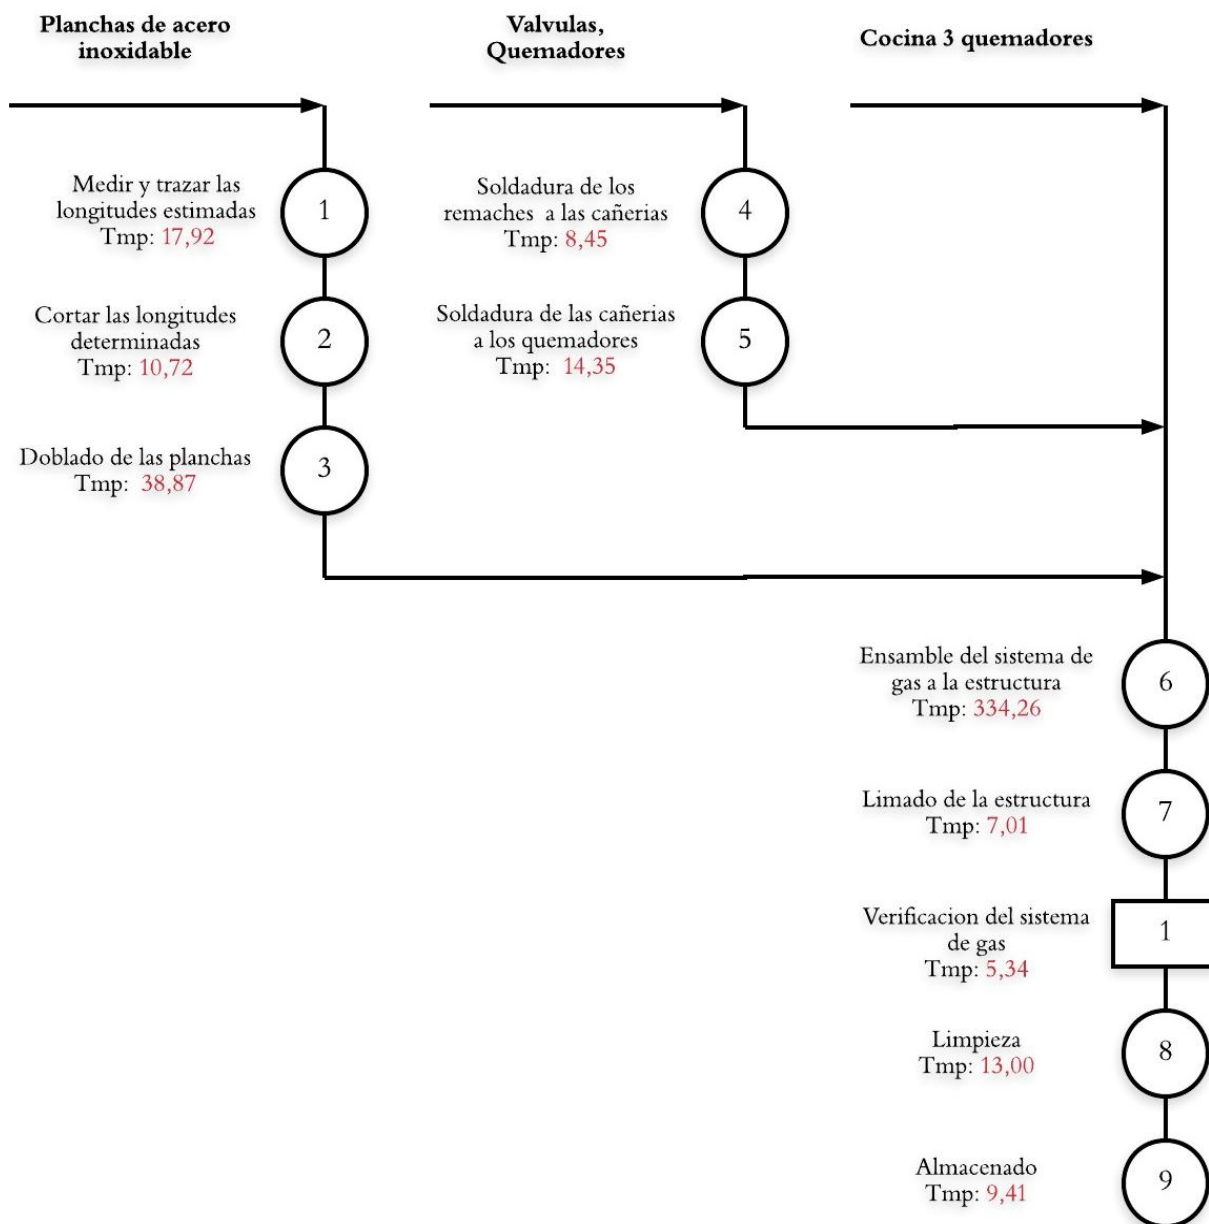 Planchas de acero
inoxidable
Valvulas,
Quemadores
Cocina 3 quemadores
Medir y trazar las
longitudes estimadas
Tmp: 17,92
1
Soldadura de los
remaches a las cañerias
Tmp: 8,45
4
Cortar las longitudes
determinadas
Tmp: 10,72
2
Soldadura de las cañerias
a los quemadores
Tmp: 14,35
5
Doblado de las planchas
Tmp: 38,87
3
Ensamble del sistema de
gas a la estructura
Tmp: 334,26
6
Limado de la estructura
Tmp: 7,01
7
Verificacion del sistema
de gas
Tmp: 5,34
1
Limpieza
Tmp: 13,00
8
Almacenado
Tmp: 9,41
9